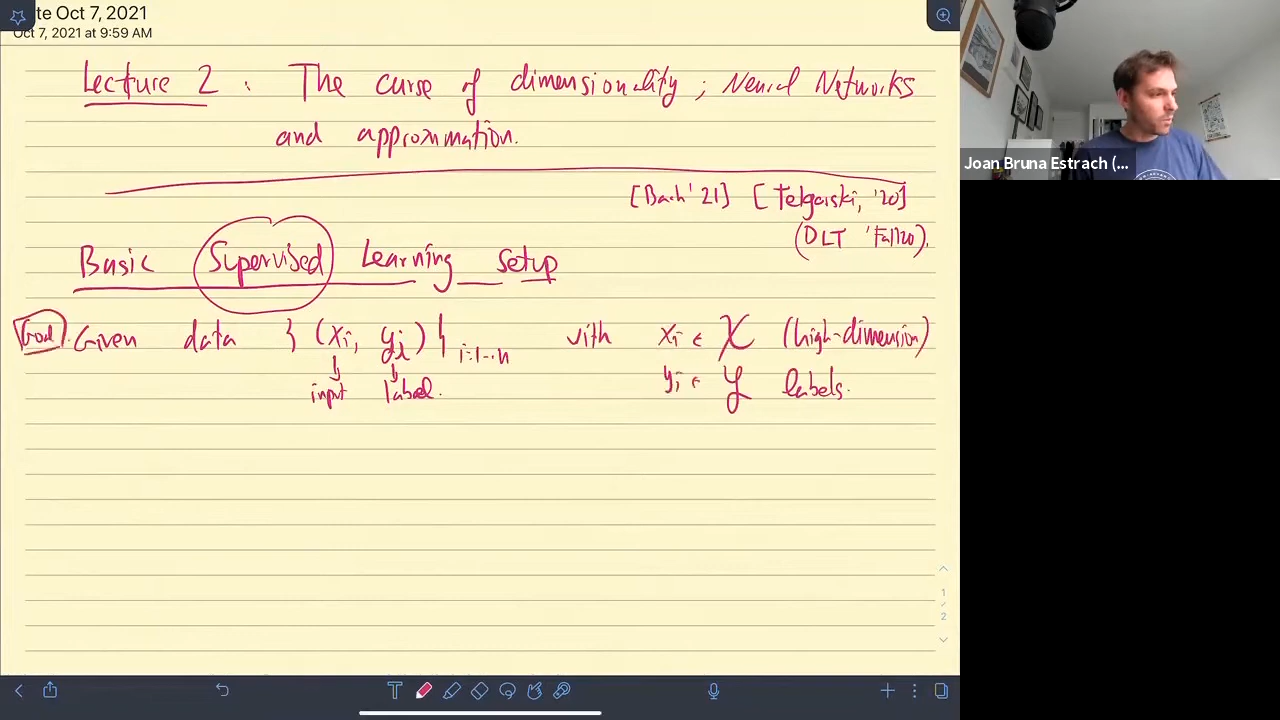 te Oct 7, 2021
Oct 7, 2021 at 9:59 AM
Lecture 2 : The curse of dimensionality ; Neural Networks
and approximation.
[Bach '21] [Telgarski, '20]
(DLT 'Fall20).
Basic Supervised Learning Setup
Goal Given data { (xi, yi) } i=1...n with xi ∈ X (high-dimension)
input label. yi ∈ Y labels.
Joan Bruna Estrach (...
1
2
T